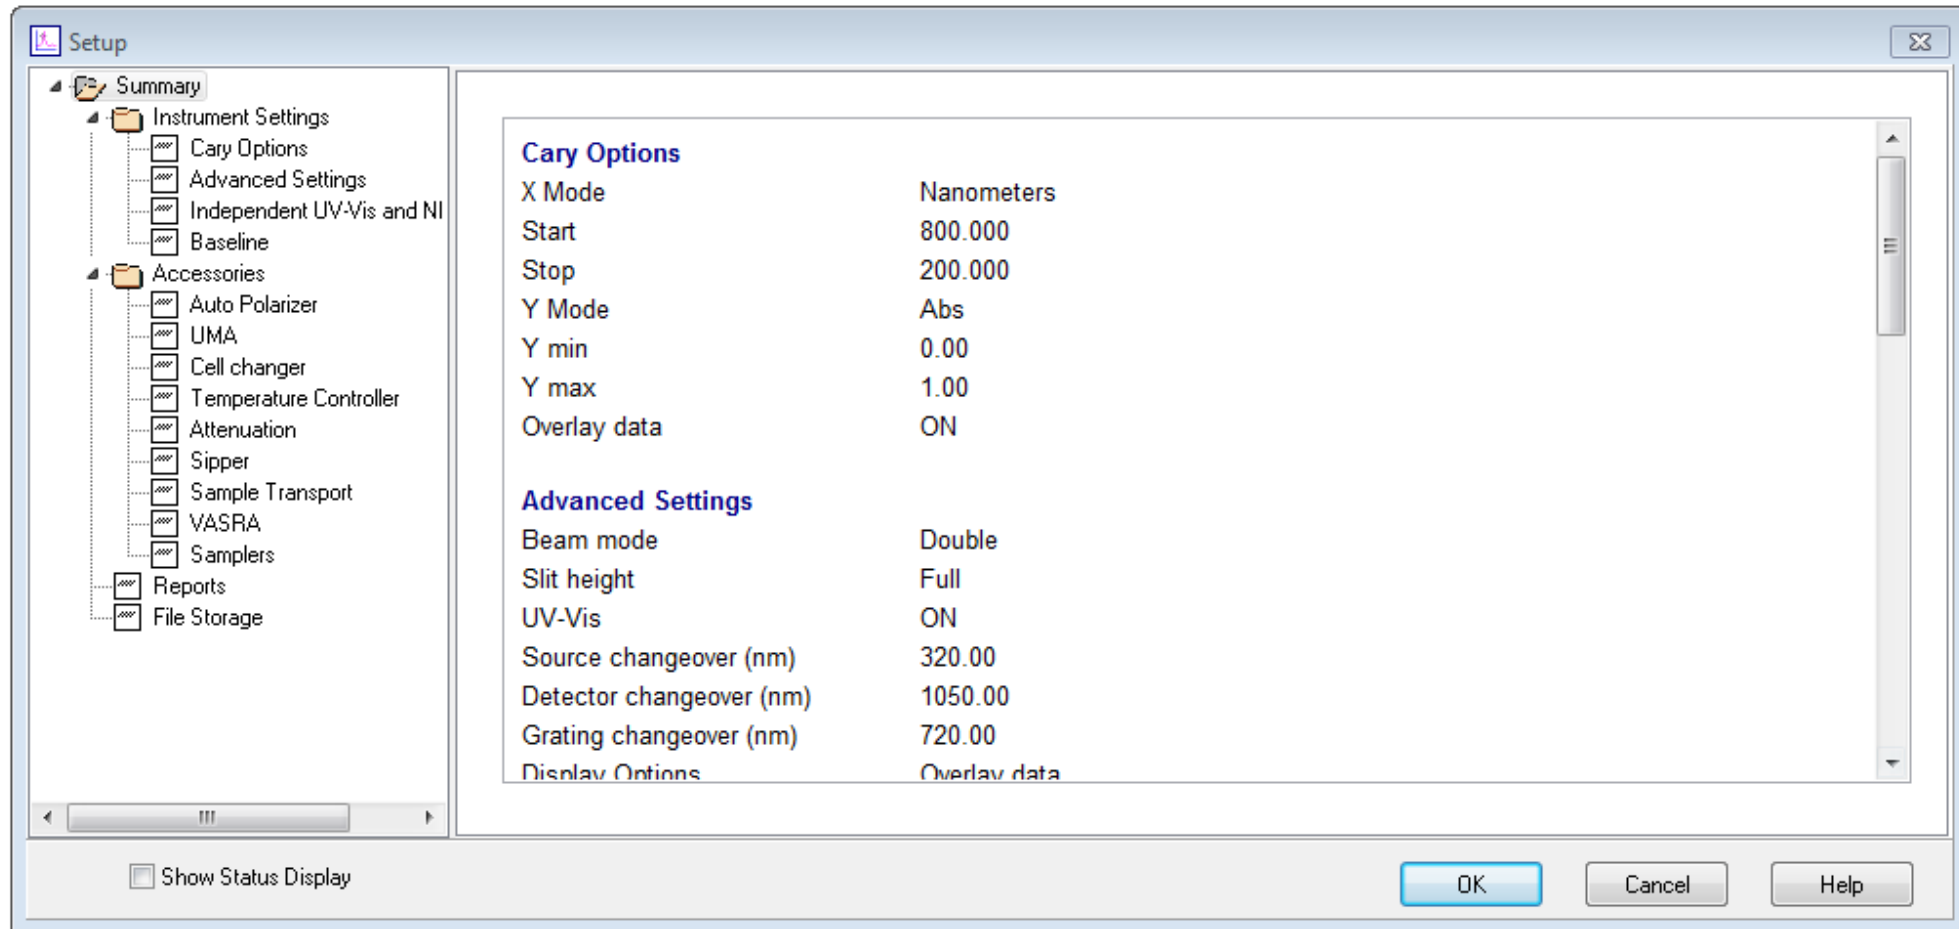 Setup
Summary
Instrument Settings
Cary Options
Advanced Settings
Independent UV-Vis and NI
Baseline
Accessories
Auto Polarizer
UMA
Cell changer
Temperature Controller
Attenuation
Sipper
Sample Transport
VASRA
Samplers
Reports
File Storage
Cary Options
X Mode Nanometers
Start 800.000
Stop 200.000
Y Mode Abs
Y min 0.00
Y max 1.00
Overlay data ON
Advanced Settings
Beam mode Double
Slit height Full
UV-Vis ON
Source changeover (nm) 320.00
Detector changeover (nm) 1050.00
Grating changeover (nm) 720.00
Display Options Overlay data
Show Status Display
OK Cancel Help